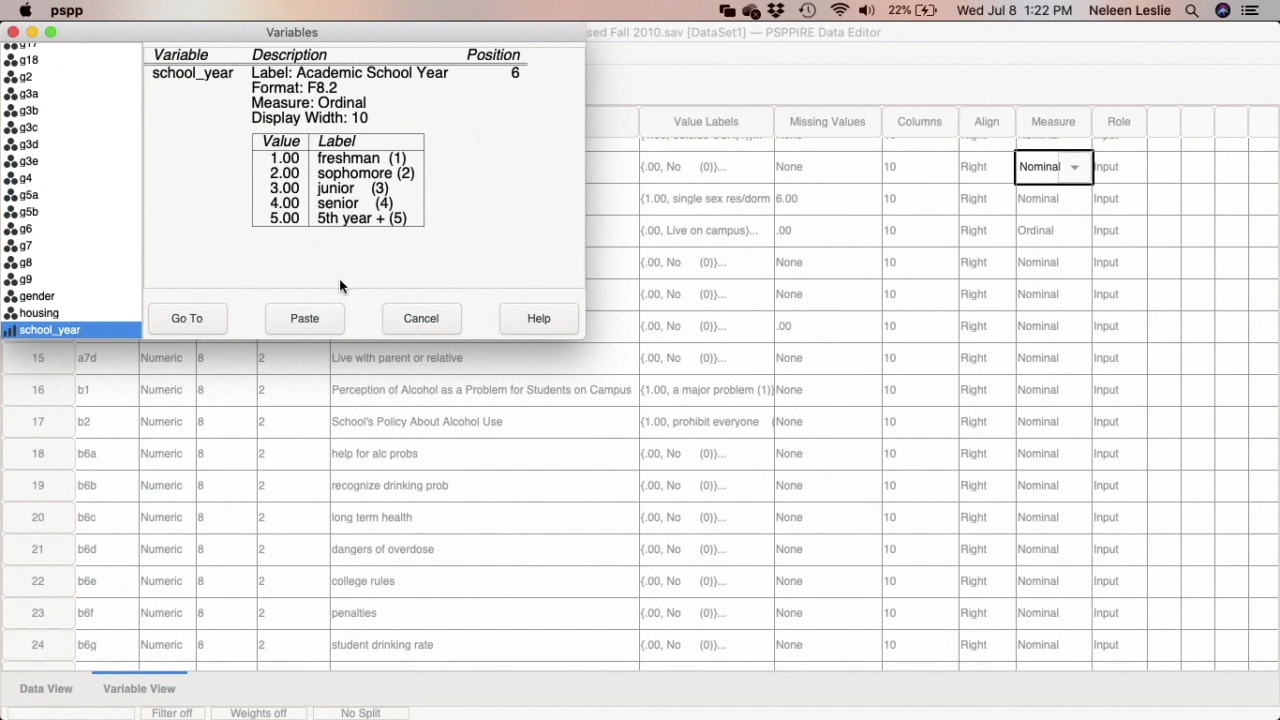 pspp
22%
Wed Jul 8 1:22 PM
Neleen Leslie
Variables
sed Fall 2010.sav [DataSet1] — PSPPIRE Data Editor
g17
g18
g2
g3a
g3b
g3c
g3d
g3e
g4
g5a
g5b
g6
g7
g8
g9
gender
housing
school_year
Variable Description Position
school_year Label: Academic School Year 6
Format: F8.2
Measure: Ordinal
Display Width: 10
Value Label
1.00 freshman (1)
2.00 sophomore (2)
3.00 junior (3)
4.00 senior (4)
5.00 5th year + (5)
Go To Paste Cancel Help
Value Labels Missing Values Columns Align Measure Role
{.00, No (0)}... None 10 Right Nominal Input
{1.00, single sex res/dorm 6.00 10 Right Nominal Input
{.00, Live on campus}... .00 10 Right Ordinal Input
{.00, No (0)}... None 10 Right Nominal Input
{.00, No (0)}... None 10 Right Nominal Input
{.00, No (0)}... .00 10 Right Nominal Input
15 a7d Numeric 8 2 Live with parent or relative {.00, No (0)}... None 10 Right Nominal Input
16 b1 Numeric 8 2 Perception of Alcohol as a Problem for Students on Campus {1.00, a major problem (1)} None 10 Right Nominal Input
17 b2 Numeric 8 2 School's Policy About Alcohol Use {1.00, prohibit everyone ( None 10 Right Nominal Input
18 b6a Numeric 8 2 help for alc probs {.00, No (0)}... None 10 Right Nominal Input
19 b6b Numeric 8 2 recognize drinking prob {.00, No (0)}... None 10 Right Nominal Input
20 b6c Numeric 8 2 long term health {.00, No (0)}... None 10 Right Nominal Input
21 b6d Numeric 8 2 dangers of overdose {.00, No (0)}... None 10 Right Nominal Input
22 b6e Numeric 8 2 college rules {.00, No (0)}... None 10 Right Nominal Input
23 b6f Numeric 8 2 penalties {.00, No (0)}... None 10 Right Nominal Input
24 b6g Numeric 8 2 student drinking rate {.00, No (0)}... None 10 Right Nominal Input
Data View Variable View
Filter off Weights off No Split